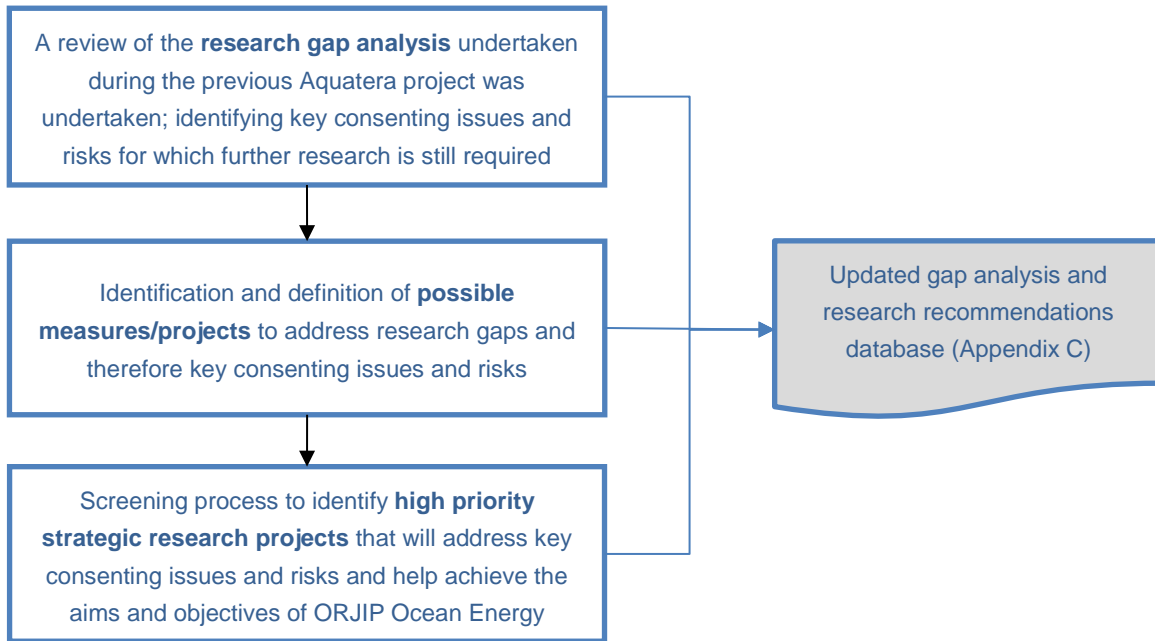 A review of the research gap analysis undertaken
during the previous Aquatera project was
undertaken; identifying key consenting issues and
risks for which further research is still required
Identification and definition of possible
measures/projects to address research gaps and
therefore key consenting issues and risks
Screening process to identify high priority
strategic research projects that will address key
consenting issues and risks and help achieve the
aims and objectives of ORJIP Ocean Energy
Updated gap analysis and
research recommendations
database (Appendix C)